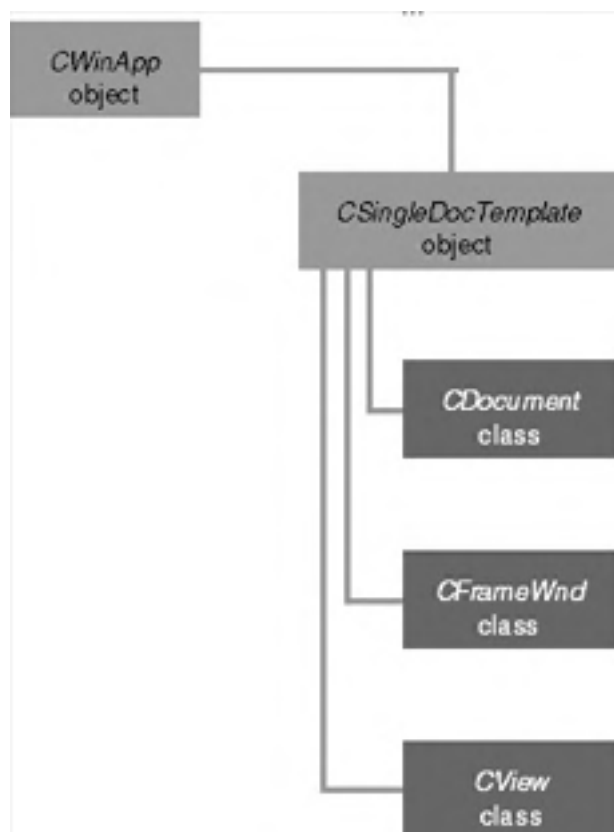 CWinApp
object
CSingleDocTemplate
object
CDocument
class
CFrameWnd
class
CView
class